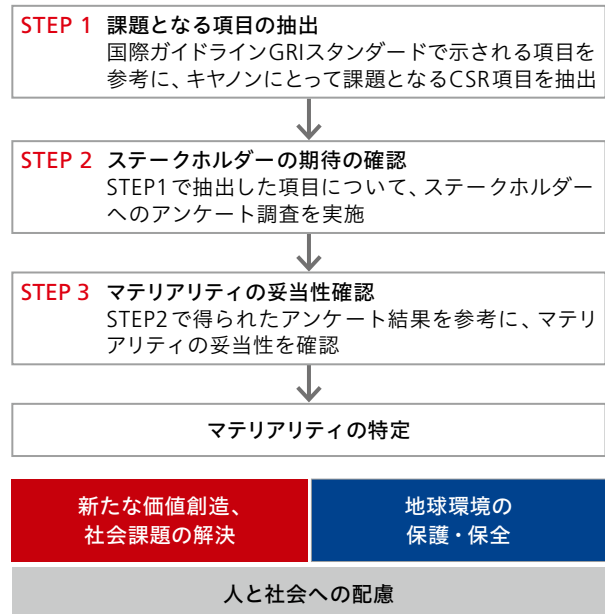 STEP 1 課題となる項目の抽出
国際ガイドラインGRIスタンダードで示される項目を
参考に、キヤノンにとって課題となるCSR項目を抽出
STEP 2 ステークホルダーの期待の確認
STEP1で抽出した項目について、ステークホルダー
へのアンケート調査を実施
STEP 3 マテリアリティの妥当性確認
STEP2で得られたアンケート結果を参考に、マテリ
アリティの妥当性を確認
マテリアリティの特定
新たな価値創造、
社会課題の解決
地球環境の
保護・保全
人と社会への配慮